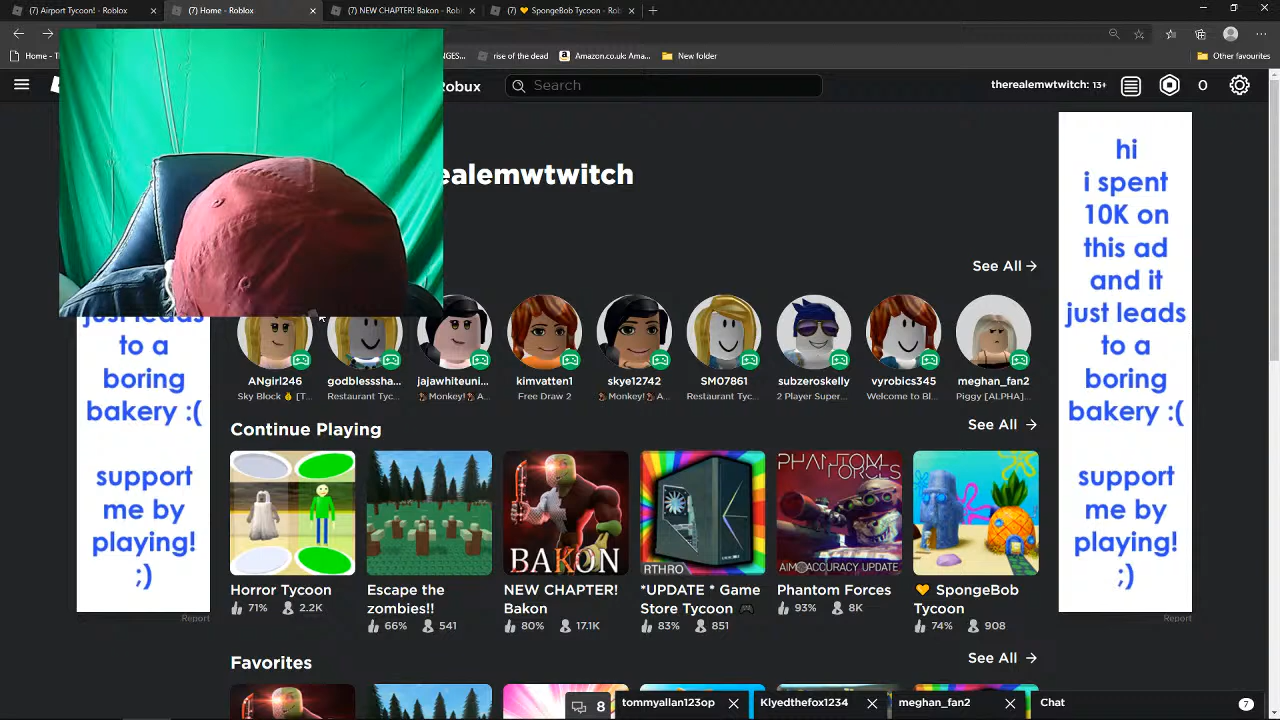 (7) Airport Tycoon! - Roblox
(7) Home - Roblox
(7) NEW CHAPTER! Bakon - Rob
(7) 🧡 SpongeBob Tycoon - Rob
Home - T
NGES...
rise of the dead
Amazon.co.uk: Ama...
New folder
Other favourites
Robux
Search
therealemwtwitch: 13+
0
ealemwtwitch
See All →
ANgirl246
godblesssha...
jajawhiteuni...
kimvatten1
skye12742
SM07861
subzeroskelly
yrobics345
meghan_fan2
Sky Block 💰 [T...
Restaurant Tyc...
🐒 Monkey!🐒 A...
Free Draw 2
🐒 Monkey!🐒 A...
Restaurant Tyc...
2 Player Super...
Welcome to Bl...
Piggy [ALPHA]...
Continue Playing
See All →
BAKON
RTHRO
PHANTOM
FORCES
AIM ACCURACY UPDATE
Horror Tycoon
71% 2.2K
Escape the
zombies!!
66% 541
NEW CHAPTER!
Bakon
80% 17.1K
*UPDATE * Game
Store Tycoon 🎮
83% 851
Phantom Forces
93% 8K
🧡 SpongeBob
Tycoon
74% 908
Favorites
See All →
just leads
to a
boring
bakery :(
support
me by
playing!
;)
Report
hi
i spent
10K on
this ad
and it
just leads
to a
boring
bakery :(
support
me by
playing!
;)
Report
8
tommyallan123op
Klyedthefox1234
meghan_fan2
Chat
7